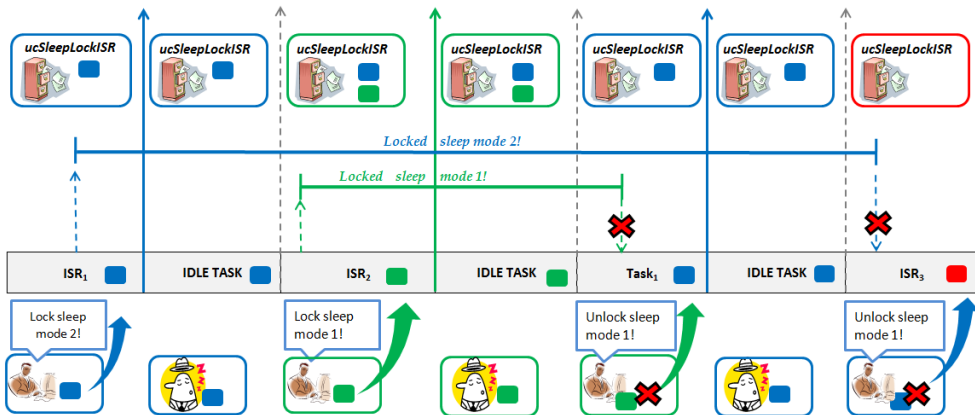 ucSleepLockISR
ucSleepLockISR
ucSleepLockISR
ucSleepLockISR
ucSleepLockISR
ucSleepLockISR
ucSleepLockISR
Locked sleep mode 2!
Locked sleep mode 1!
ISR₁
IDLE TASK
ISR₂
IDLE TASK
Task₁
IDLE TASK
ISR₃
Lock sleep
mode 2!
Lock sleep
mode 1!
Unlock sleep
mode 1!
Unlock sleep
mode 1!
z
z
z
z
z
z
z
z
z